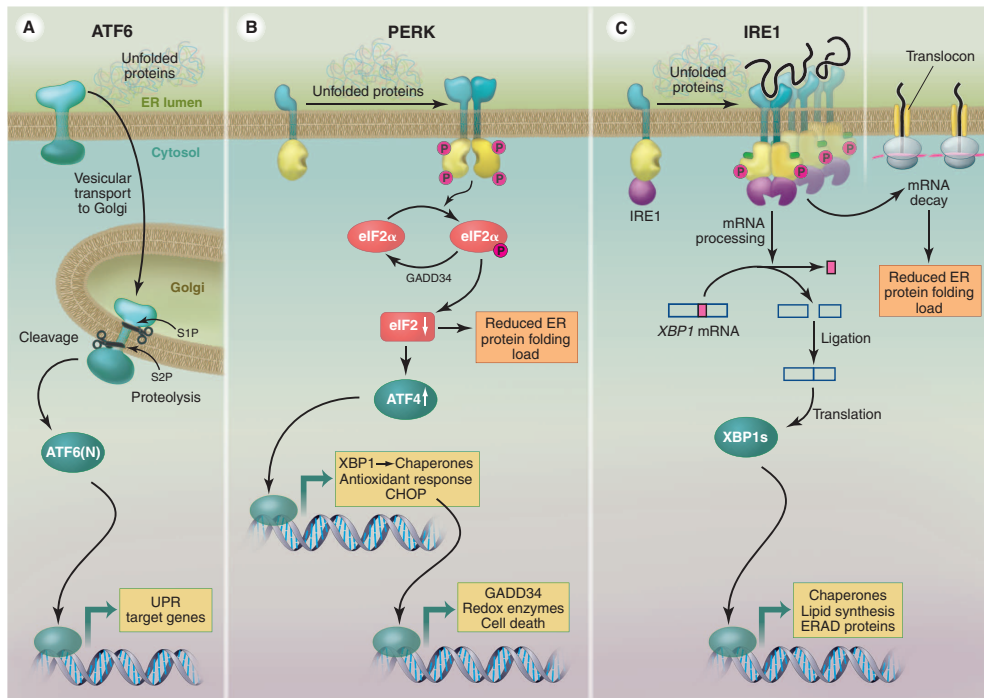 A
ATF6
Unfolded
proteins
ER lumen
Cytosol
Vesicular
transport
to Golgi
Golgi
S1P
Cleavage
S2P
Proteolysis
ATF6(N)
UPR
target genes
B
PERK
Unfolded proteins
P
P
P
P
eIF2α
eIF2α
P
GADD34
eIF2
Reduced ER
protein folding
load
ATF4
XBP1→Chaperones
Antioxidant response
CHOP
GADD34
Redox enzymes
Cell death
C
IRE1
Unfolded
proteins
Translocon
P
P
P
P
P
IRE1
mRNA
decay
mRNA
processing
Reduced ER
protein folding
load
XBP1 mRNA
Ligation
Translation
XBP1s
Chaperones
Lipid synthesis
ERAD proteins